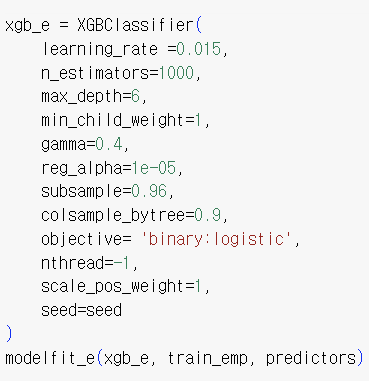 xgb_e = XGBClassifier(
    learning_rate =0.015,
    n_estimators=1000,
    max_depth=6,
    min_child_weight=1,
    gamma=0.4,
    reg_alpha=1e-05,
    subsample=0.96,
    colsample_bytree=0.9,
    objective= 'binary:logistic',
    nthread=-1,
    scale_pos_weight=1,
    seed=seed
)
modelfit_e(xgb_e, train_emp, predictors)